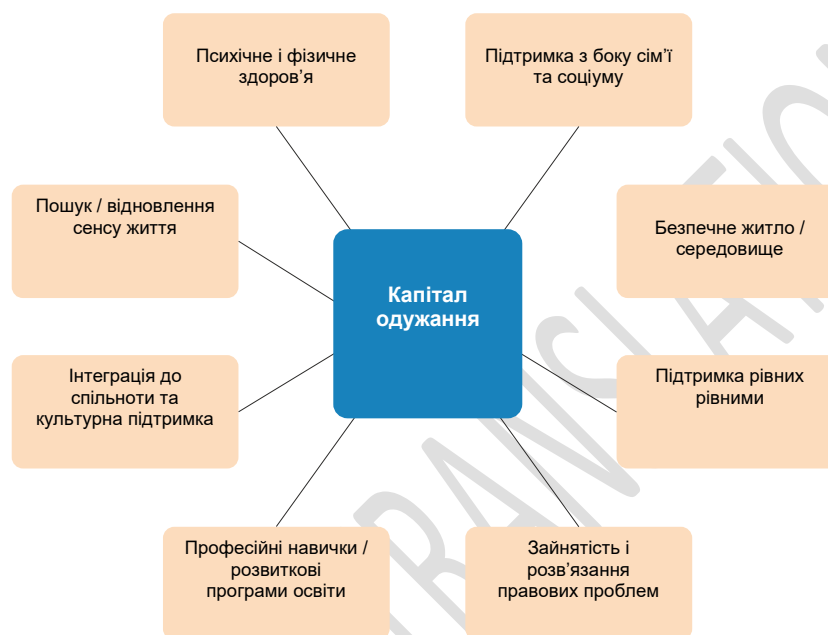 Психічне і фізичне
здоров’я
Підтримка з боку сім’ї
та соціуму
Пошук / відновлення
сенсу життя
Безпечне житло /
середовище
Капітал
одужання
Інтеграція до
спільноти та
культурна підтримка
Підтримка рівних
рівними
Професійні навички /
розвиткові
програми освіти
Зайнятість і
розв’язання
правових проблем
TRANSLATION